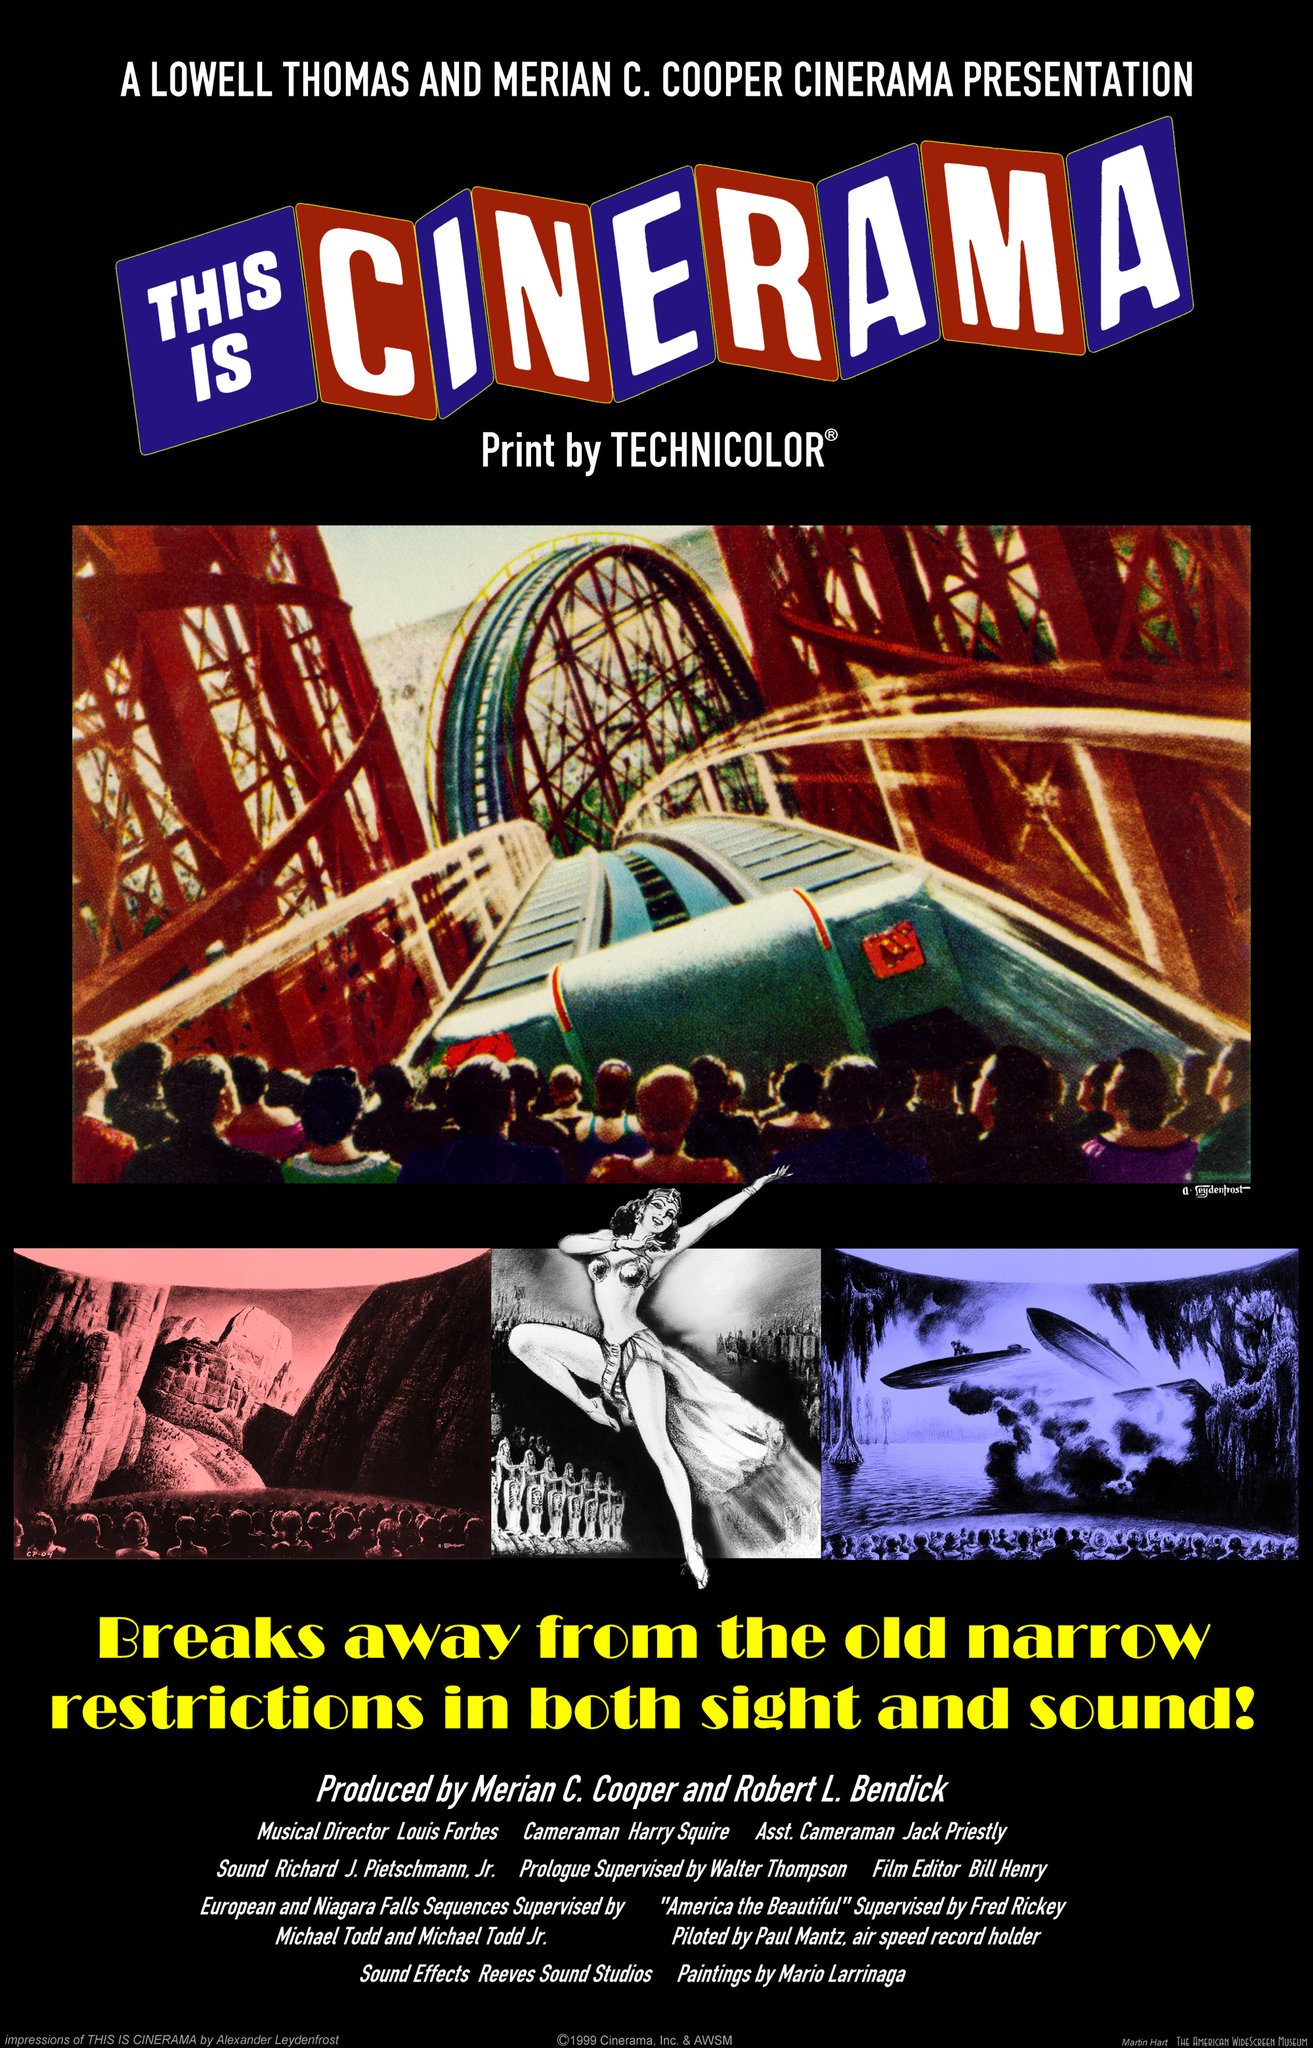 A LOWELL THOMAS AND MERIAN C. COOPER CINERAMA PRESENTATION
THIS IS CINERAMA
Print by TECHNICOLOR®
a. Leydenfrost
CP-04
Breaks away from the old narrow
restrictions in both sight and sound!
Produced by Merian C. Cooper and Robert L. Bendick
Musical Director Louis Forbes Cameraman Harry Squire Asst. Cameraman Jack Priestly
Sound Richard J. Pietschmann, Jr. Prologue Supervised by Walter Thompson Film Editor Bill Henry
European and Niagara Falls Sequences Supervised by
Michael Todd and Michael Todd Jr.
"America the Beautiful" Supervised by Fred Rickey
Piloted by Paul Mantz, air speed record holder
Sound Effects Reeves Sound Studios Paintings by Mario Larrinaga
impressions of THIS IS CINERAMA by Alexander Leydenfrost
©1999 Cinerama, Inc. & AWSM
Martin Hart THE AMERICAN WIDESCREEN MUSEUM